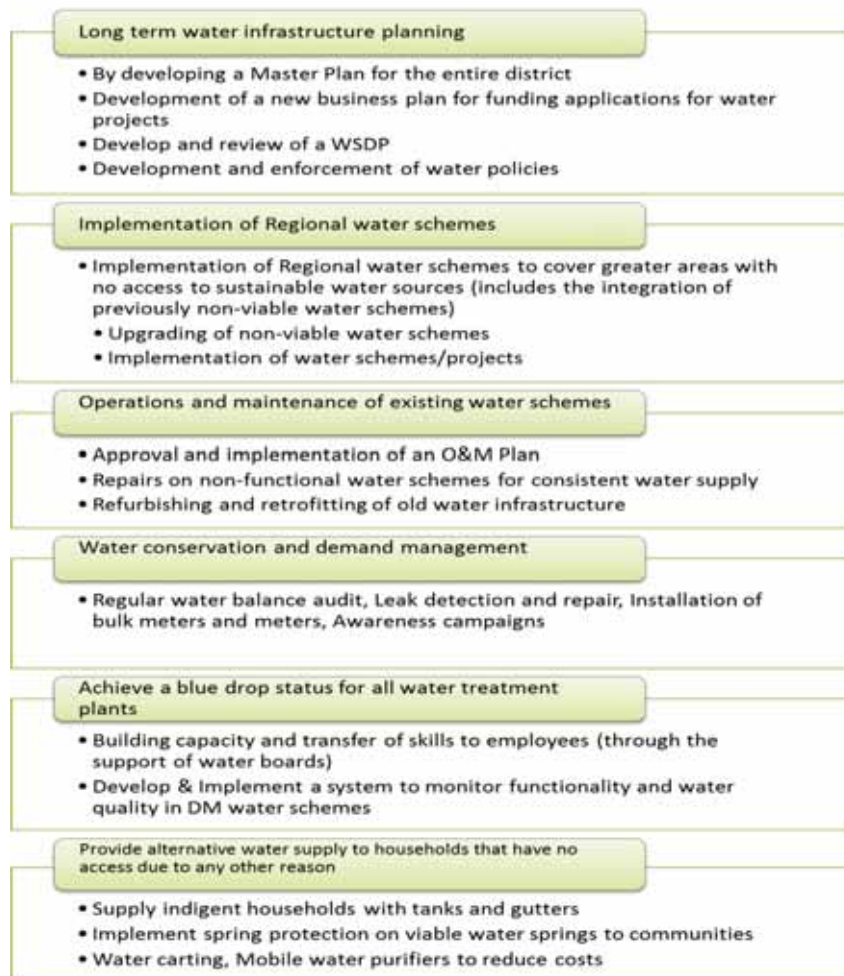 Long term water infrastructure planning
• By developing a Master Plan for the entire district
• Development of a new business plan for funding applications for water
projects
• Develop and review of a WSDP
• Development and enforcement of water policies
Implementation of Regional water schemes
• Implementation of Regional water schemes to cover greater areas with
no access to sustainable water sources (includes the integration of
previously non-viable water schemes)
• Upgrading of non-viable water schemes
• Implementation of water schemes/projects
Operations and maintenance of existing water schemes
• Approval and implementation of an O&M Plan
• Repairs on non-functional water schemes for consistent water supply
• Refurbishing and retrofitting of old water infrastructure
Water conservation and demand management
• Regular water balance audit, Leak detection and repair, Installation of
bulk meters and meters, Awareness campaigns
Achieve a blue drop status for all water treatment
plants
• Building capacity and transfer of skills to employees (through the
support of water boards)
• Develop & Implement a system to monitor functionality and water
quality in DM water schemes
Provide alternative water supply to households that have no
access due to any other reason
• Supply indigent households with tanks and gutters
• Implement spring protection on viable water springs to communities
• Water carting, Mobile water purifiers to reduce costs